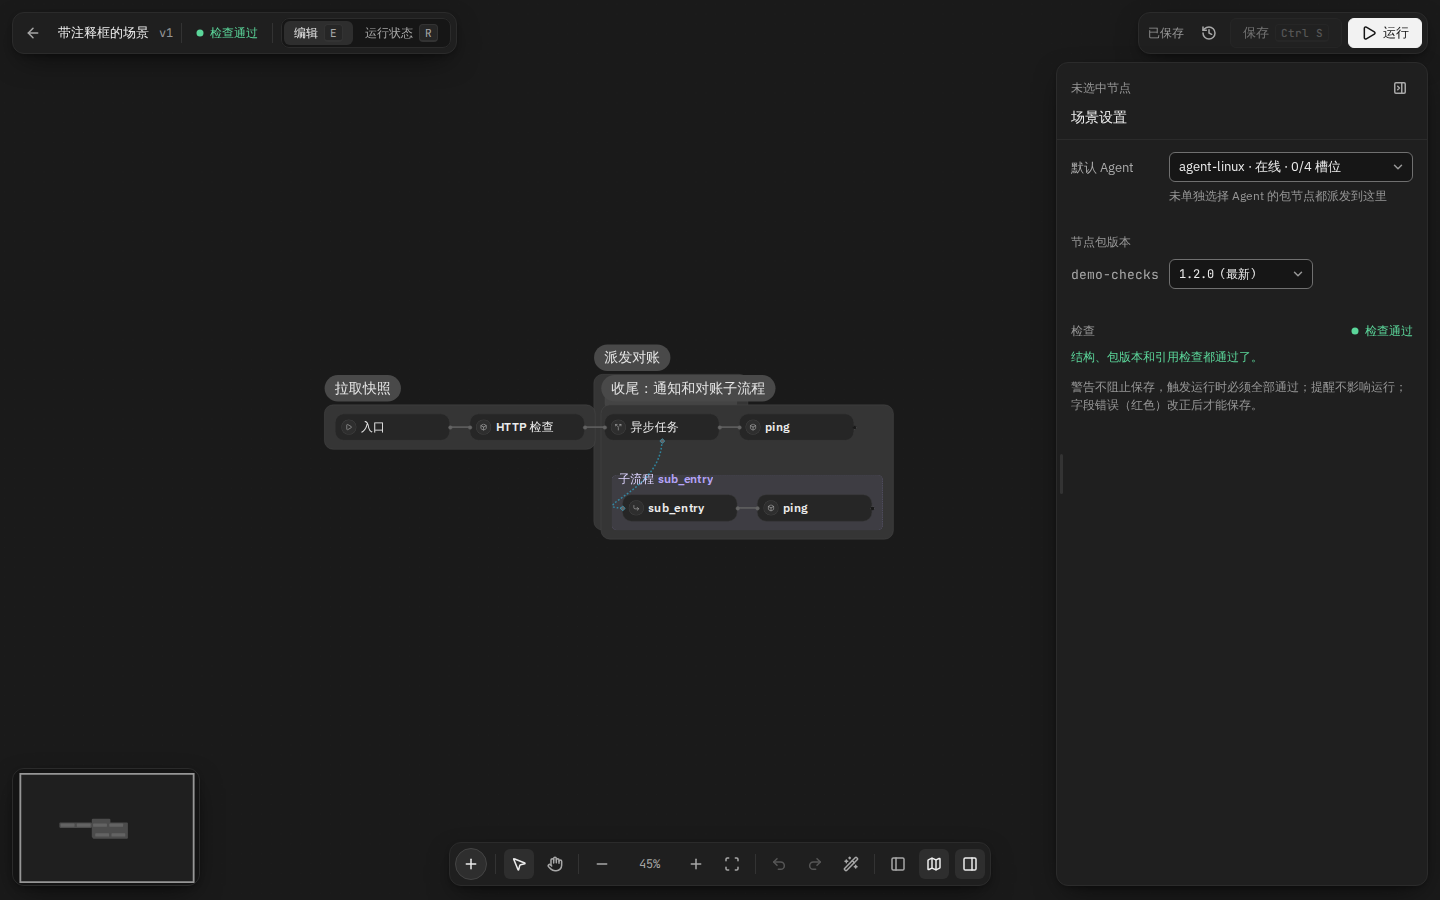 带注释框的场景 v1 检查通过 编辑 E 运行状态 R
已保存 保存 Ctrl S 运行
未选中节点
场景设置
默认 Agent agent-linux · 在线 · 0/4 槽位
未单独选择 Agent 的包节点都派发到这里
节点包版本
demo-checks 1.2.0 (最新)
检查 检查通过
结构、包版本和引用检查都通过了。
警告不阻止保存，触发运行时必须全部通过；提醒不影响运行；
字段错误（红色）改正后才能保存。
派发对账
拉取快照 收尾：通知和对账子流程
入口 HTTP 检查 异步任务 ping
子流程 sub_entry
sub_entry ping
45%